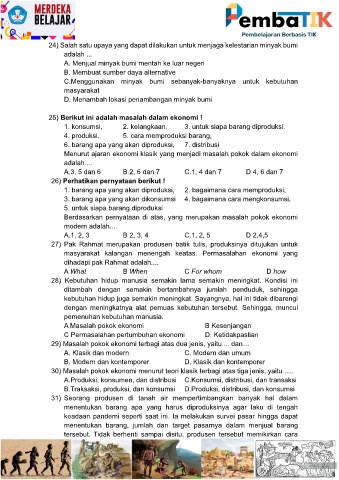 MERDEKA
BELAJAR
PembaTIK
Pembelajaran Berbasis TIK
24) Salah satu upaya yang dapat dilakukan untuk menjaga kelestarian minyak bumi
adalah ...
A. Menjual minyak bumi mentah ke luar negeri
B. Membuat sumber daya alternative
C.Menggunakan minyak bumi sebanyak-banyaknya untuk kebutuhan
masyarakat
D. Menambah lokasi penambangan minyak bumi
25) Berikut ini adalah masalah dalam ekonomi !
1. konsumsi, 2. kelangkaan, 3. untuk siapa barang diproduksi.
4. produksi. 5. cara memproduksi barang,
6. barang apa yang akan diproduksi, 7. distribusi
Menurut ajaran ekonomi klasik yang menjadi masalah pokok dalam ekonomi
adalah....
A.3, 5 dan 6 B.2, 6 dan 7 C.1, 4 dan 7 D 4, 6 dan 7
26) Perhatikan pernyataan berikut !
1. barang apa yang akan diproduksi, 2. bagaimana cara memproduksi,
3. barang apa yang akan dikonsumsi 4. bagaimana cara mengkonsumsi,
5. untuk siapa barang diproduksi
Berdasarkan pernyataan di atas, yang merupakan masalah pokok ekonomi
modern adalah....
A.1, 2, 3 B 2, 3, 4 C.1, 2, 5 D 2,4,5
27) Pak Rahmat merupakan produsen batik tulis, produksinya ditujukan untuk
masyarakat kalangan menengah keatas. Permasalahan ekonomi yang
dihadapi pak Rahmat adalah....
A What B When C For whom D how
28) Kebutuhan hidup manusia semakin lama semakin meningkat. Kondisi ini
ditambah dengan semakin bertambahnya jumlah penduduk, sehingga
kebutuhan hidup juga semakin meningkat. Sayangnya, hal ini tidak dibarengi
dengan meningkatnya alat pemuas kebutuhan tersebut. Sehingga, muncul
pemenuhan kebutuhan manusia.
A Masalah pokok ekonomi B Kesenjangan
C Permasalahan pertumbuhan ekonomi D. Ketidakpastian
29) Masalah pokok ekonomi terbagi atas dua jenis, yaitu.... dan...
A. Klasik dan modern C. Modern dan umum
B. Modern dan kontemporer D. Klasik dan kontemporer
30) Masalah pokok ekonomi menurut teori klasik terbagi atas tiga jenis, yaitu .....
A.Produksi, konsumen, dan distribusi C.Konsumsi, distribusi, dan transaksi
B.Traksaksi, produksi, dan konsumsi D.Produksi, distribusi, dan konsumsi
31) Seorang produsen di tanah air mempertimbangkan banyak hal dalam
menentukan barang apa yang harus diproduksinya agar laku di tengah
keadaan pandemi seperti saat ini. Ia melakukan survei pasar hingga dapat
menentukan barang, jumlah dan target pasarnya dalam menjual barang
tersebut. Tidak berhenti sampai disitu, produsen tersebut memikirkan cara